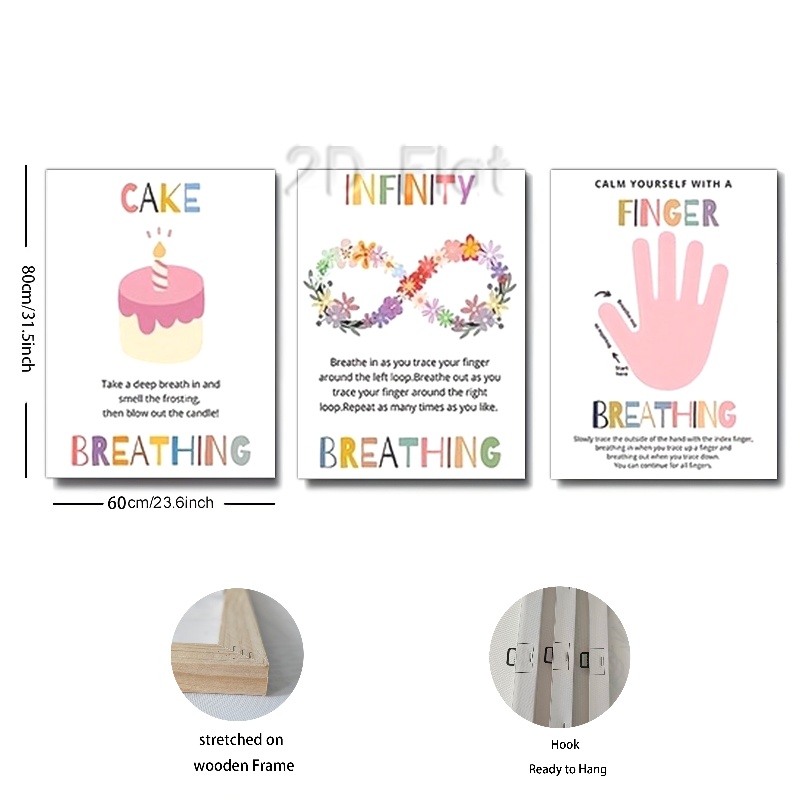 2D Flat
CAKE
Take a deep breath in and
smell the frosting,
then blow out the candle!
BREATHING
INFINITY
Breathe in as you trace your finger
around the left loop.Breathe out as you
trace your finger around the right
loop.Repeat as many times as you like.
BREATHING
CALM YOURSELF WITH A
FINGER
Breathe out
Start
here
BREATHING
Slowly trace the outside of the hand with the index finger,
breathing in when you trace up a finger and
breathing out when you trace down.
You can continue for all fingers.
80cm/31.5inch
60cm/23.6inch
stretched on
wooden Frame
Hook
Ready to Hang